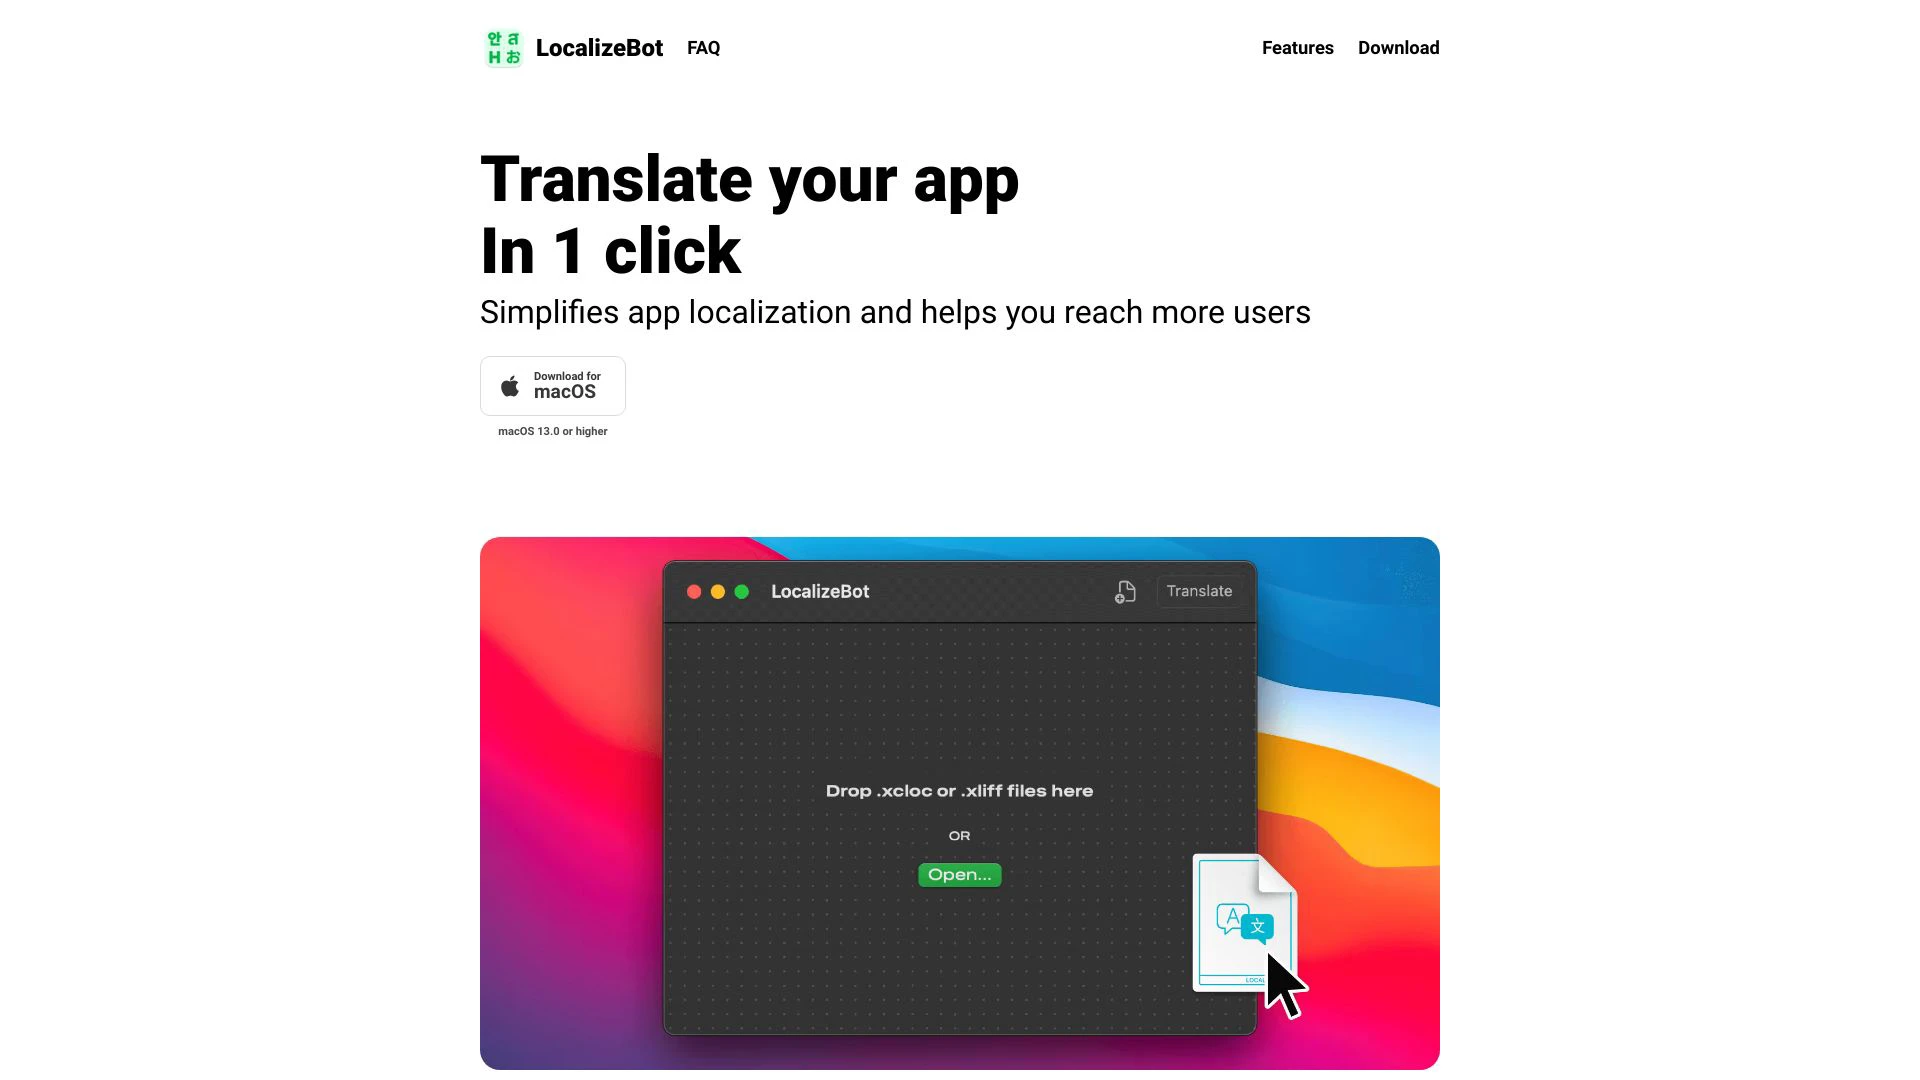 안 ส
H お
LocalizeBot
FAQ
Features
Download
Translate your app
In 1 click
Simplifies app localization and helps you reach more users
Download for
macOS
macOS 13.0 or higher
LocalizeBot
Translate
Drop .xcloc or .xliff files here
OR
Open...
A
文